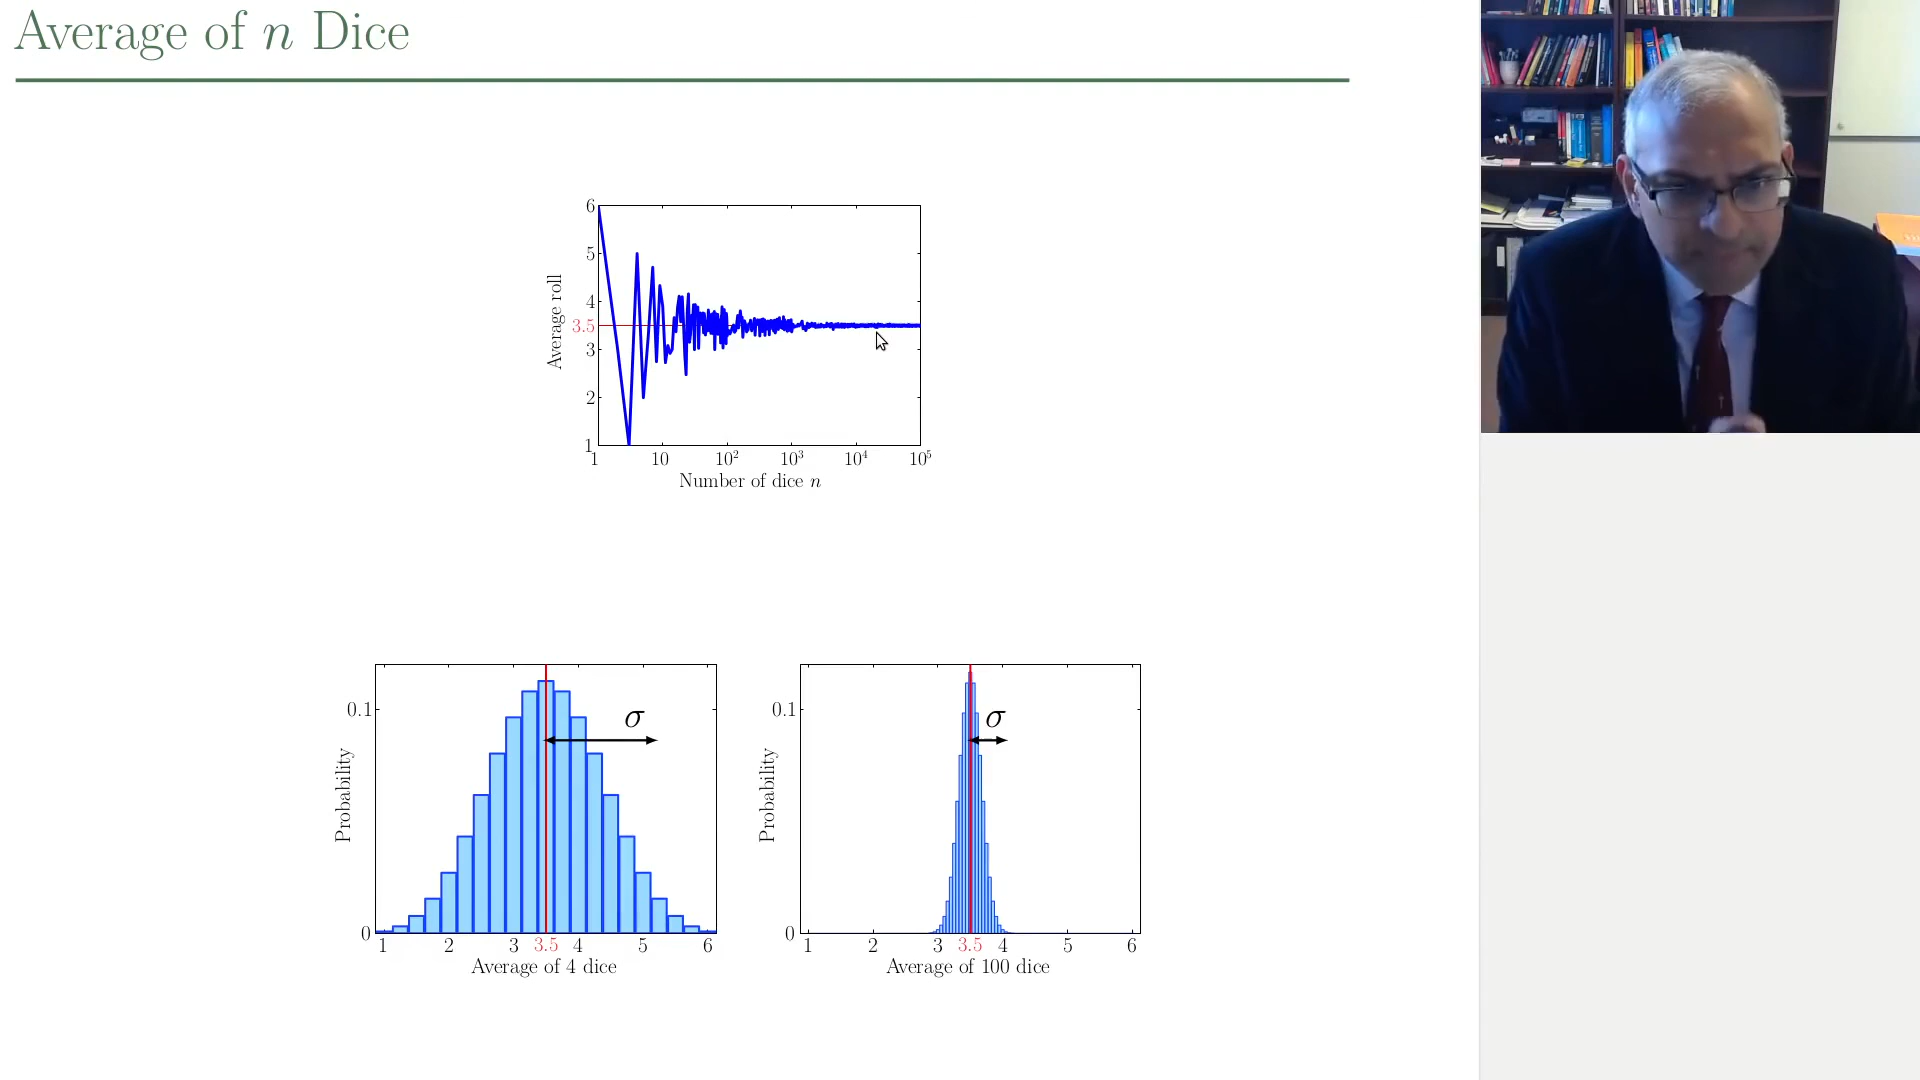 Average of n Dice
6
5
4
3.5
3
2
1
Average roll
1 10 10² 10³ 10⁴ 10⁵
Number of dice n
0.1
0
Probability
σ
1 2 3 3.5 4 5 6
Average of 4 dice
0.1
0
Probability
σ
1 2 3 3.5 4 5 6
Average of 100 dice